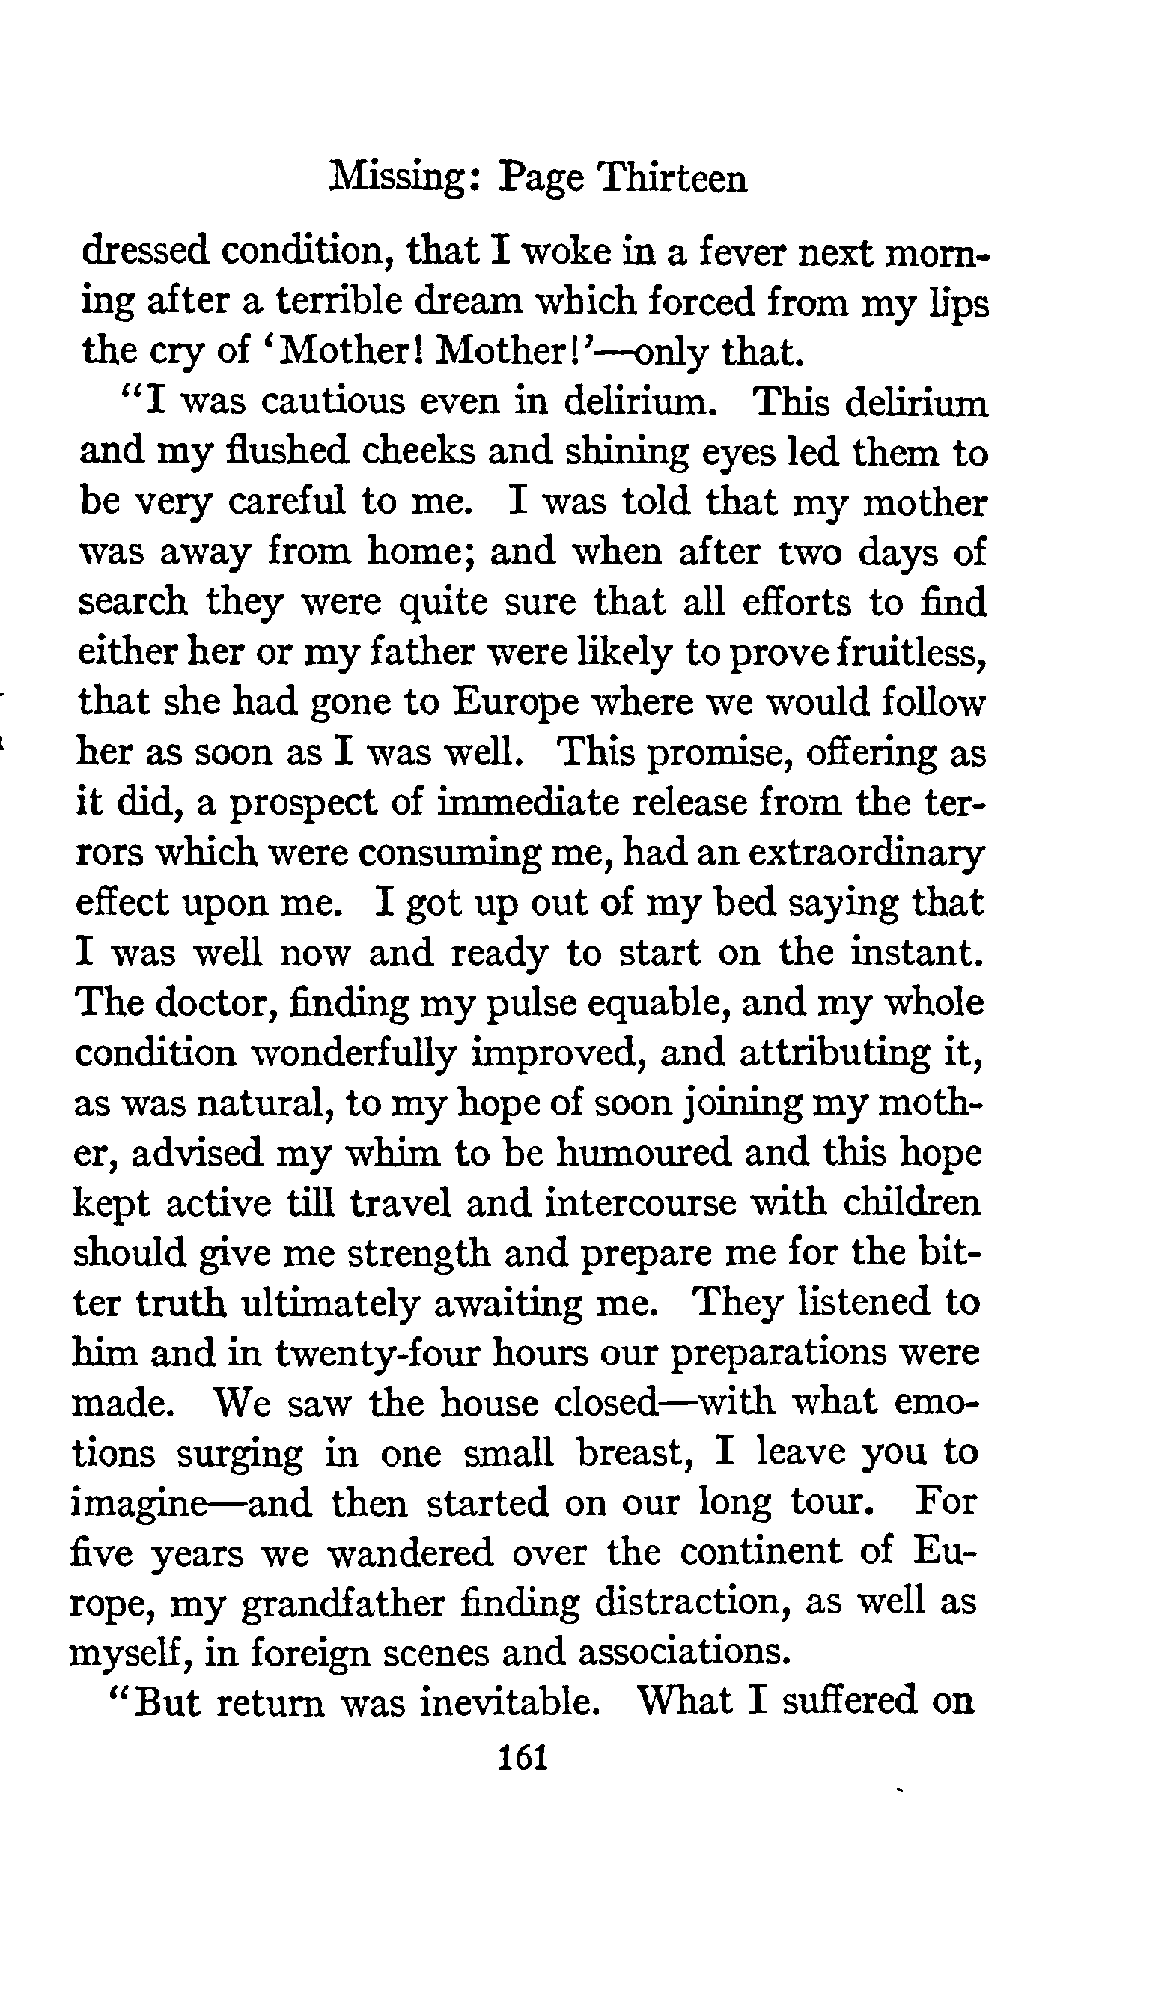 Missing: Page Thirteen
dressed condition, that I woke in a fever next morn-
ing after a terrible dream which forced from my lips
the cry of ‘Mother! Mother!’—only that.
“I was cautious even in delirium. This delirium
and my flushed cheeks and shining eyes led them to
be very careful to me. I was told that my mother
was away from home; and when after two days of
search they were quite sure that all efforts to find
either her or my father were likely to prove fruitless,
that she had gone to Europe where we would follow
her as soon as I was well. This promise, offering as
it did, a prospect of immediate release from the ter-
rors which were consuming me, had an extraordinary
effect upon me. I got up out of my bed saying that
I was well now and ready to start on the instant.
The doctor, finding my pulse equable, and my whole
condition wonderfully improved, and attributing it,
as was natural, to my hope of soon joining my moth-
er, advised my whim to be humoured and this hope
kept active till travel and intercourse with children
should give me strength and prepare me for the bit-
ter truth ultimately awaiting me. They listened to
him and in twenty-four hours our preparations were
made. We saw the house closed—with what emo-
tions surging in one small breast, I leave you to
imagine—and then started on our long tour. For
five years we wandered over the continent of Eu-
rope, my grandfather finding distraction, as well as
myself, in foreign scenes and associations.
“But return was inevitable. What I suffered on
161